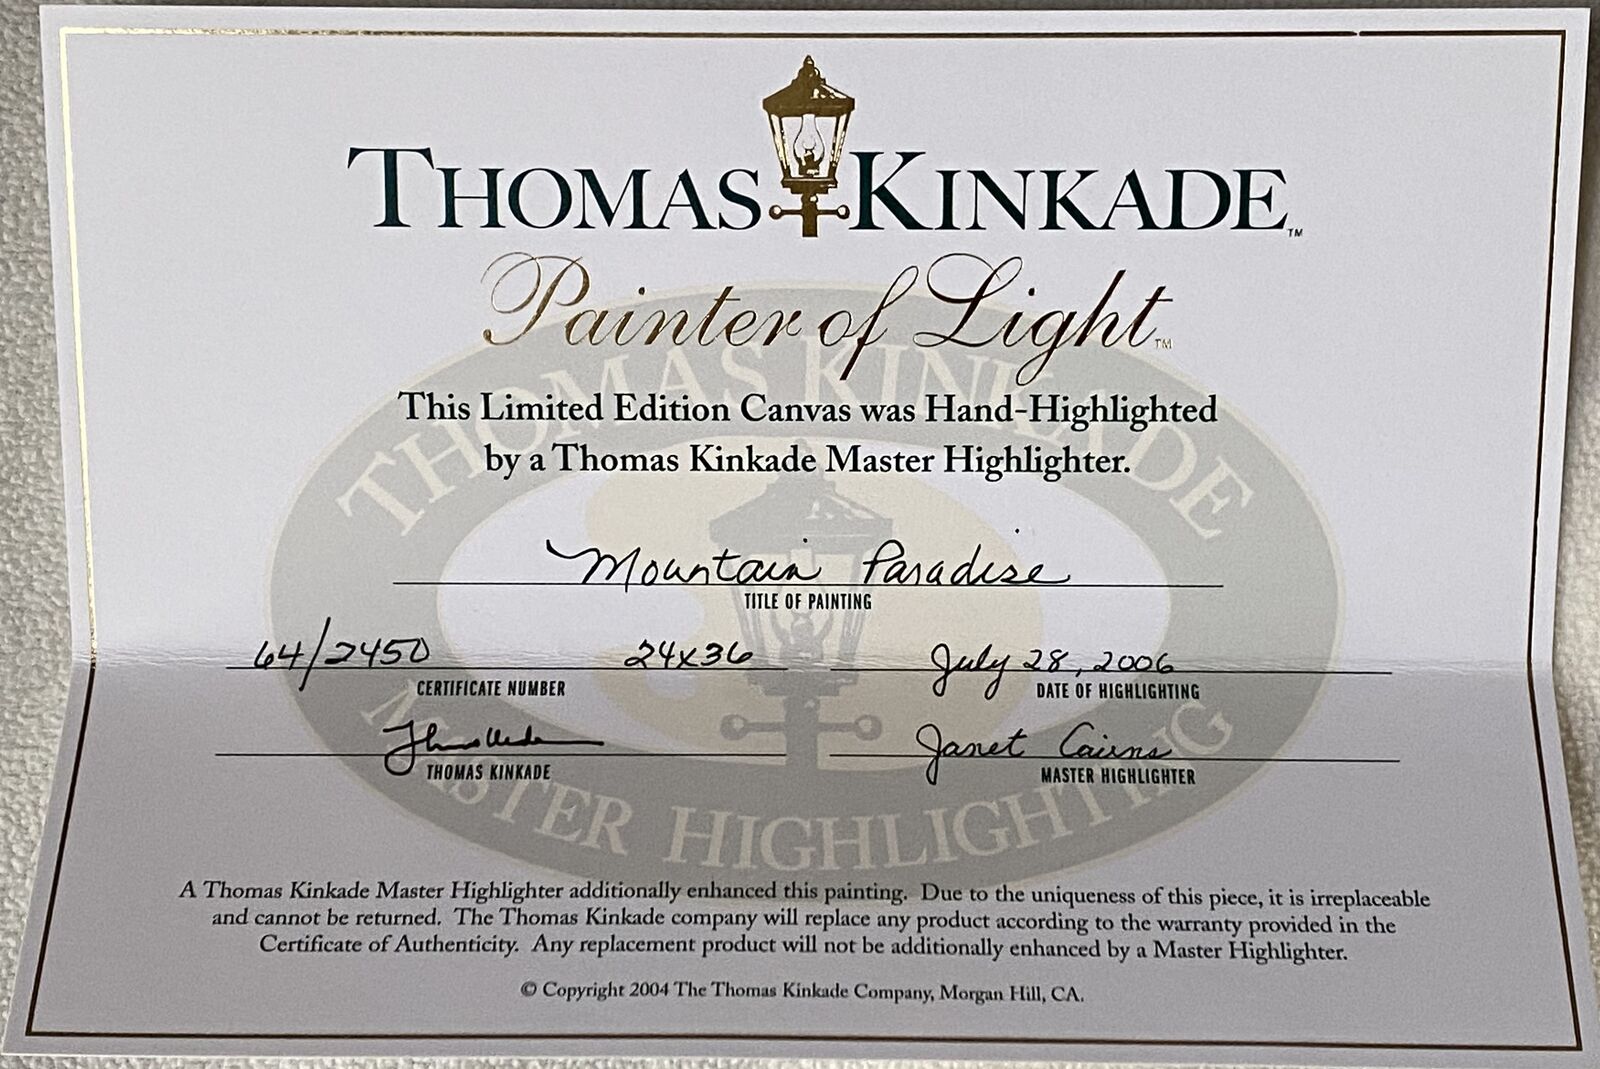 THOMAS KINKADE™
Painter of Light™
This Limited Edition Canvas was Hand-Highlighted
by a Thomas Kinkade Master Highlighter.
Mountain Paradise
TITLE OF PAINTING
64/2450 24x36 July 28, 2006
CERTIFICATE NUMBER DATE OF HIGHLIGHTING
Janet Cairns
THOMAS KINKADE MASTER HIGHLIGHTER
THOMAS KINKADE
MASTER HIGHLIGHTING
A Thomas Kinkade Master Highlighter additionally enhanced this painting. Due to the uniqueness of this piece, it is irreplaceable
and cannot be returned. The Thomas Kinkade company will replace any product according to the warranty provided in the
Certificate of Authenticity. Any replacement product will not be additionally enhanced by a Master Highlighter.
© Copyright 2004 The Thomas Kinkade Company, Morgan Hill, CA.